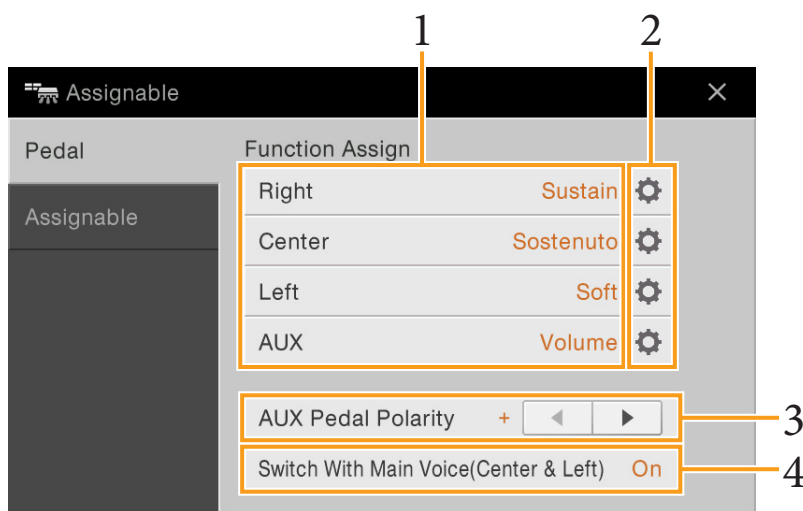 1 2
Assignable
Pedal Function Assign
Right Sustain
Assignable
Center Sostenuto
Left Soft
AUX Volume
AUX Pedal Polarity + 3
Switch With Main Voice(Center & Left) On 4